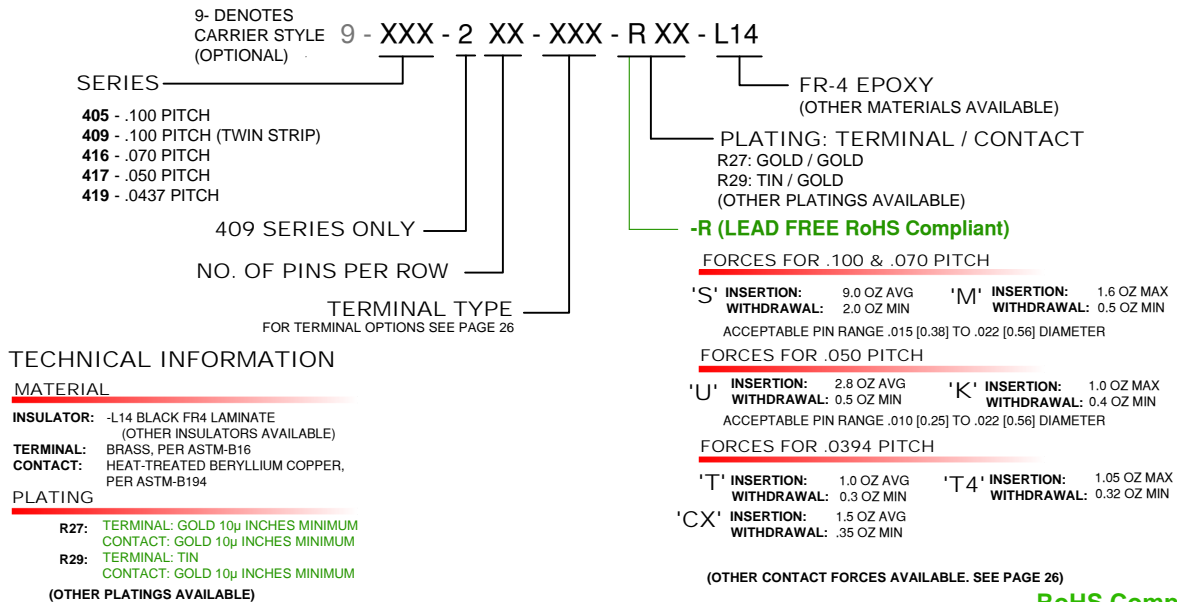 9- DENOTES
CARRIER STYLE
(OPTIONAL)
9 - XXX - 2 XX - XXX - R XX - L14
SERIES
405 - .100 PITCH
409 - .100 PITCH (TWIN STRIP)
416 - .070 PITCH
417 - .050 PITCH
419 - .0437 PITCH
409 SERIES ONLY
NO. OF PINS PER ROW
TERMINAL TYPE
FOR TERMINAL OPTIONS SEE PAGE 26
FR-4 EPOXY
(OTHER MATERIALS AVAILABLE)
PLATING: TERMINAL / CONTACT
R27: GOLD / GOLD
R29: TIN / GOLD
(OTHER PLATINGS AVAILABLE)
-R (LEAD FREE RoHS Compliant)
TECHNICAL INFORMATION
MATERIAL
INSULATOR: -L14 BLACK FR4 LAMINATE
(OTHER INSULATORS AVAILABLE)
TERMINAL: BRASS, PER ASTM-B16
CONTACT: HEAT-TREATED BERYLLIUM COPPER,
PER ASTM-B194
PLATING
R27: TERMINAL: GOLD 10µ INCHES MINIMUM
CONTACT: GOLD 10µ INCHES MINIMUM
R29: TERMINAL: TIN
CONTACT: GOLD 10µ INCHES MINIMUM
(OTHER PLATINGS AVAILABLE)
FORCES FOR .100 & .070 PITCH
'S' INSERTION: 9.0 OZ AVG
WITHDRAWAL: 2.0 OZ MIN
'M' INSERTION: 1.6 OZ MAX
WITHDRAWAL: 0.5 OZ MIN
ACCEPTABLE PIN RANGE .015 [0.38] TO .022 [0.56] DIAMETER
FORCES FOR .050 PITCH
'U' INSERTION: 2.8 OZ AVG
WITHDRAWAL: 0.5 OZ MIN
'K' INSERTION: 1.0 OZ MAX
WITHDRAWAL: 0.4 OZ MIN
ACCEPTABLE PIN RANGE .010 [0.25] TO .022 [0.56] DIAMETER
FORCES FOR .0394 PITCH
'T' INSERTION: 1.0 OZ AVG
WITHDRAWAL: 0.3 OZ MIN
'T4' INSERTION: 1.05 OZ MAX
WITHDRAWAL: 0.32 OZ MIN
'CX' INSERTION: 1.5 OZ AVG
WITHDRAWAL: .35 OZ MIN
(OTHER CONTACT FORCES AVAILABLE. SEE PAGE 26)